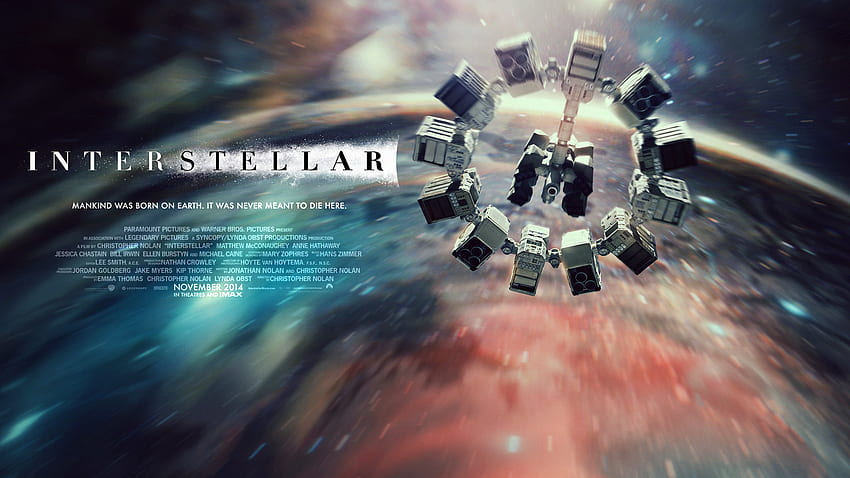 INTERSTELLAR
MANKIND WAS BORN ON EARTH. IT WAS NEVER MEANT TO DIE HERE.
PARAMOUNT PICTURES AND WARNER BROS. PICTURES PRESENT
IN ASSOCIATION WITH LEGENDARY PICTURES A SYNCOPY/LYNDA OBST PRODUCTIONS PRODUCTION
A FILM BY CHRISTOPHER NOLAN "INTERSTELLAR" MATTHEW McCONAUGHEY ANNE HATHAWAY
JESSICA CHASTAIN BILL IRWIN ELLEN BURSTYN AND MICHAEL CAINE MARY ZOPHRES HANS ZIMMER
LEE SMITH, A.C.E. NATHAN CROWLEY HOYTE VAN HOYTEMA, F.S.F., N.S.C.
JORDAN GOLDBERG JAKE MYERS KIP THORNE JONATHAN NOLAN AND CHRISTOPHER NOLAN
EMMA THOMAS CHRISTOPHER NOLAN LYNDA OBST CHRISTOPHER NOLAN
NOVEMBER 2014
IN THEATRES AND IMAX